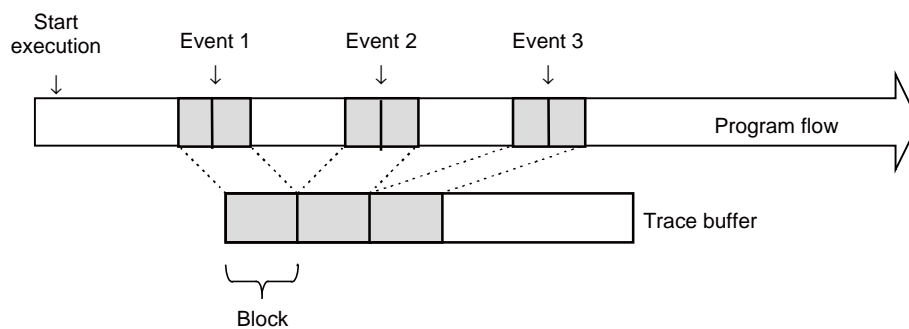 Start
execution
Event 1
Event 2
Event 3
Program flow
Trace buffer
Block